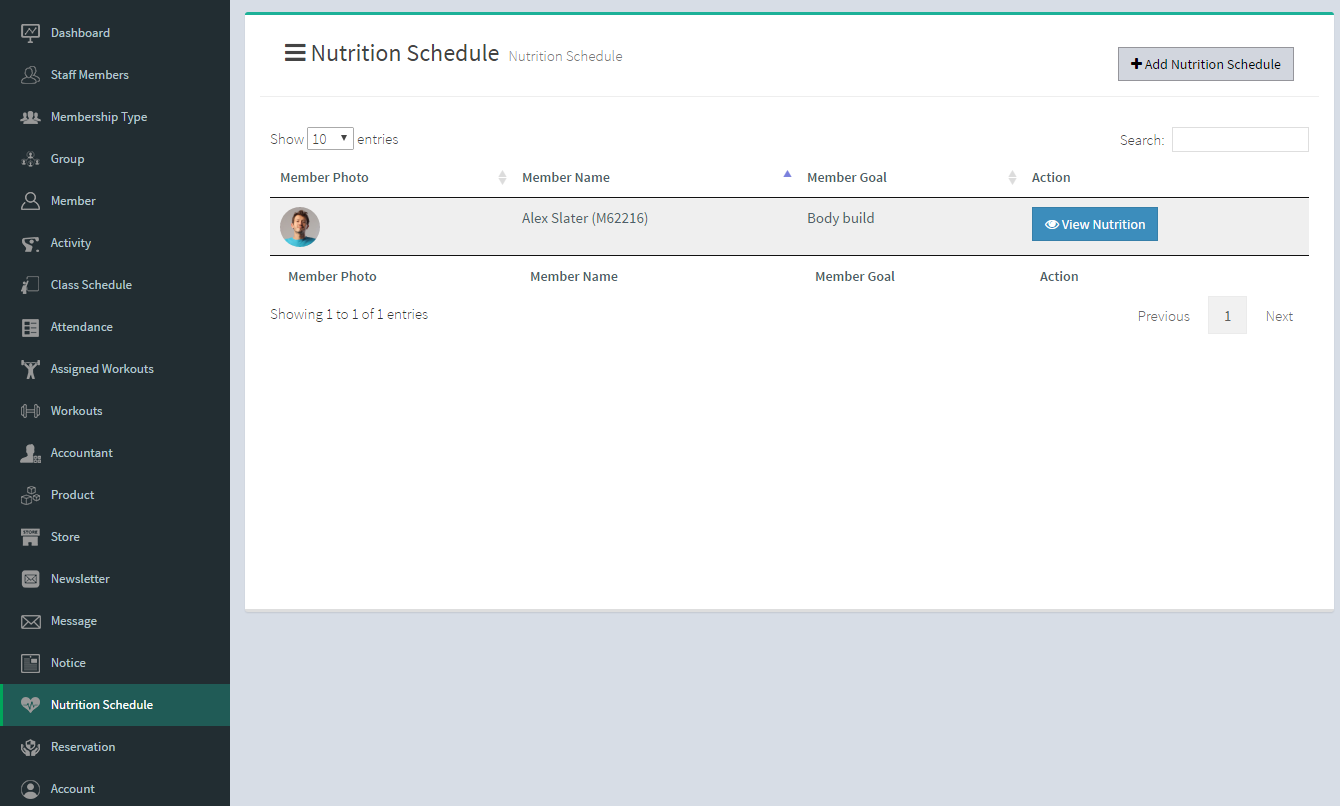 Dashboard
Staff Members
Membership Type
Group
Member
Activity
Class Schedule
Attendance
Assigned Workouts
Workouts
Accountant
Product
STORE
Store
Newsletter
Message
Notice
Nutrition Schedule
Reservation
Account
Nutrition Schedule Nutrition Schedule
Add Nutrition Schedule
Show 10 entries
Search:
Member Photo Member Name Member Goal Action
Alex Slater (M62216) Body build View Nutrition
Member Photo Member Name Member Goal Action
Showing 1 to 1 of 1 entries
Previous 1 Next